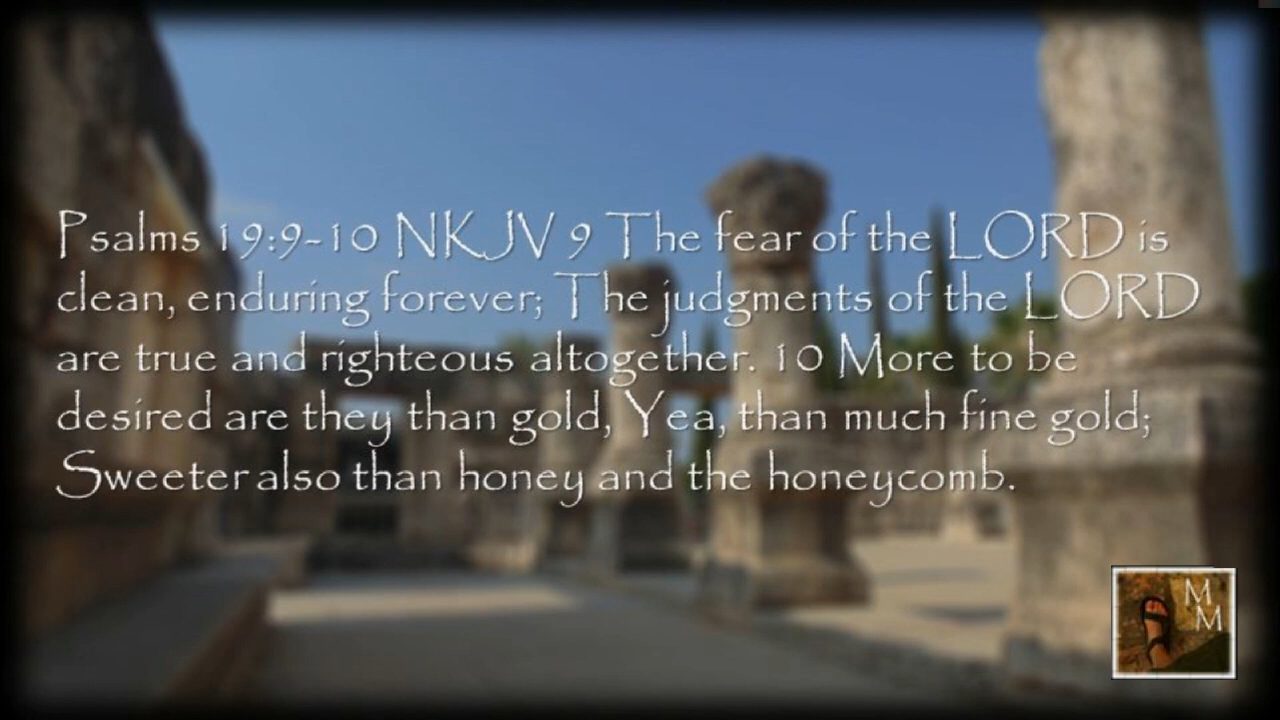 Psalms 19:9-10 NKJV 9 The fear of the LORD is
clean, enduring forever; The judgments of the LORD
are true and righteous altogether. 10 More to be
desired are they than gold, Yea, than much fine gold;
Sweeter also than honey and the honeycomb.
M
M